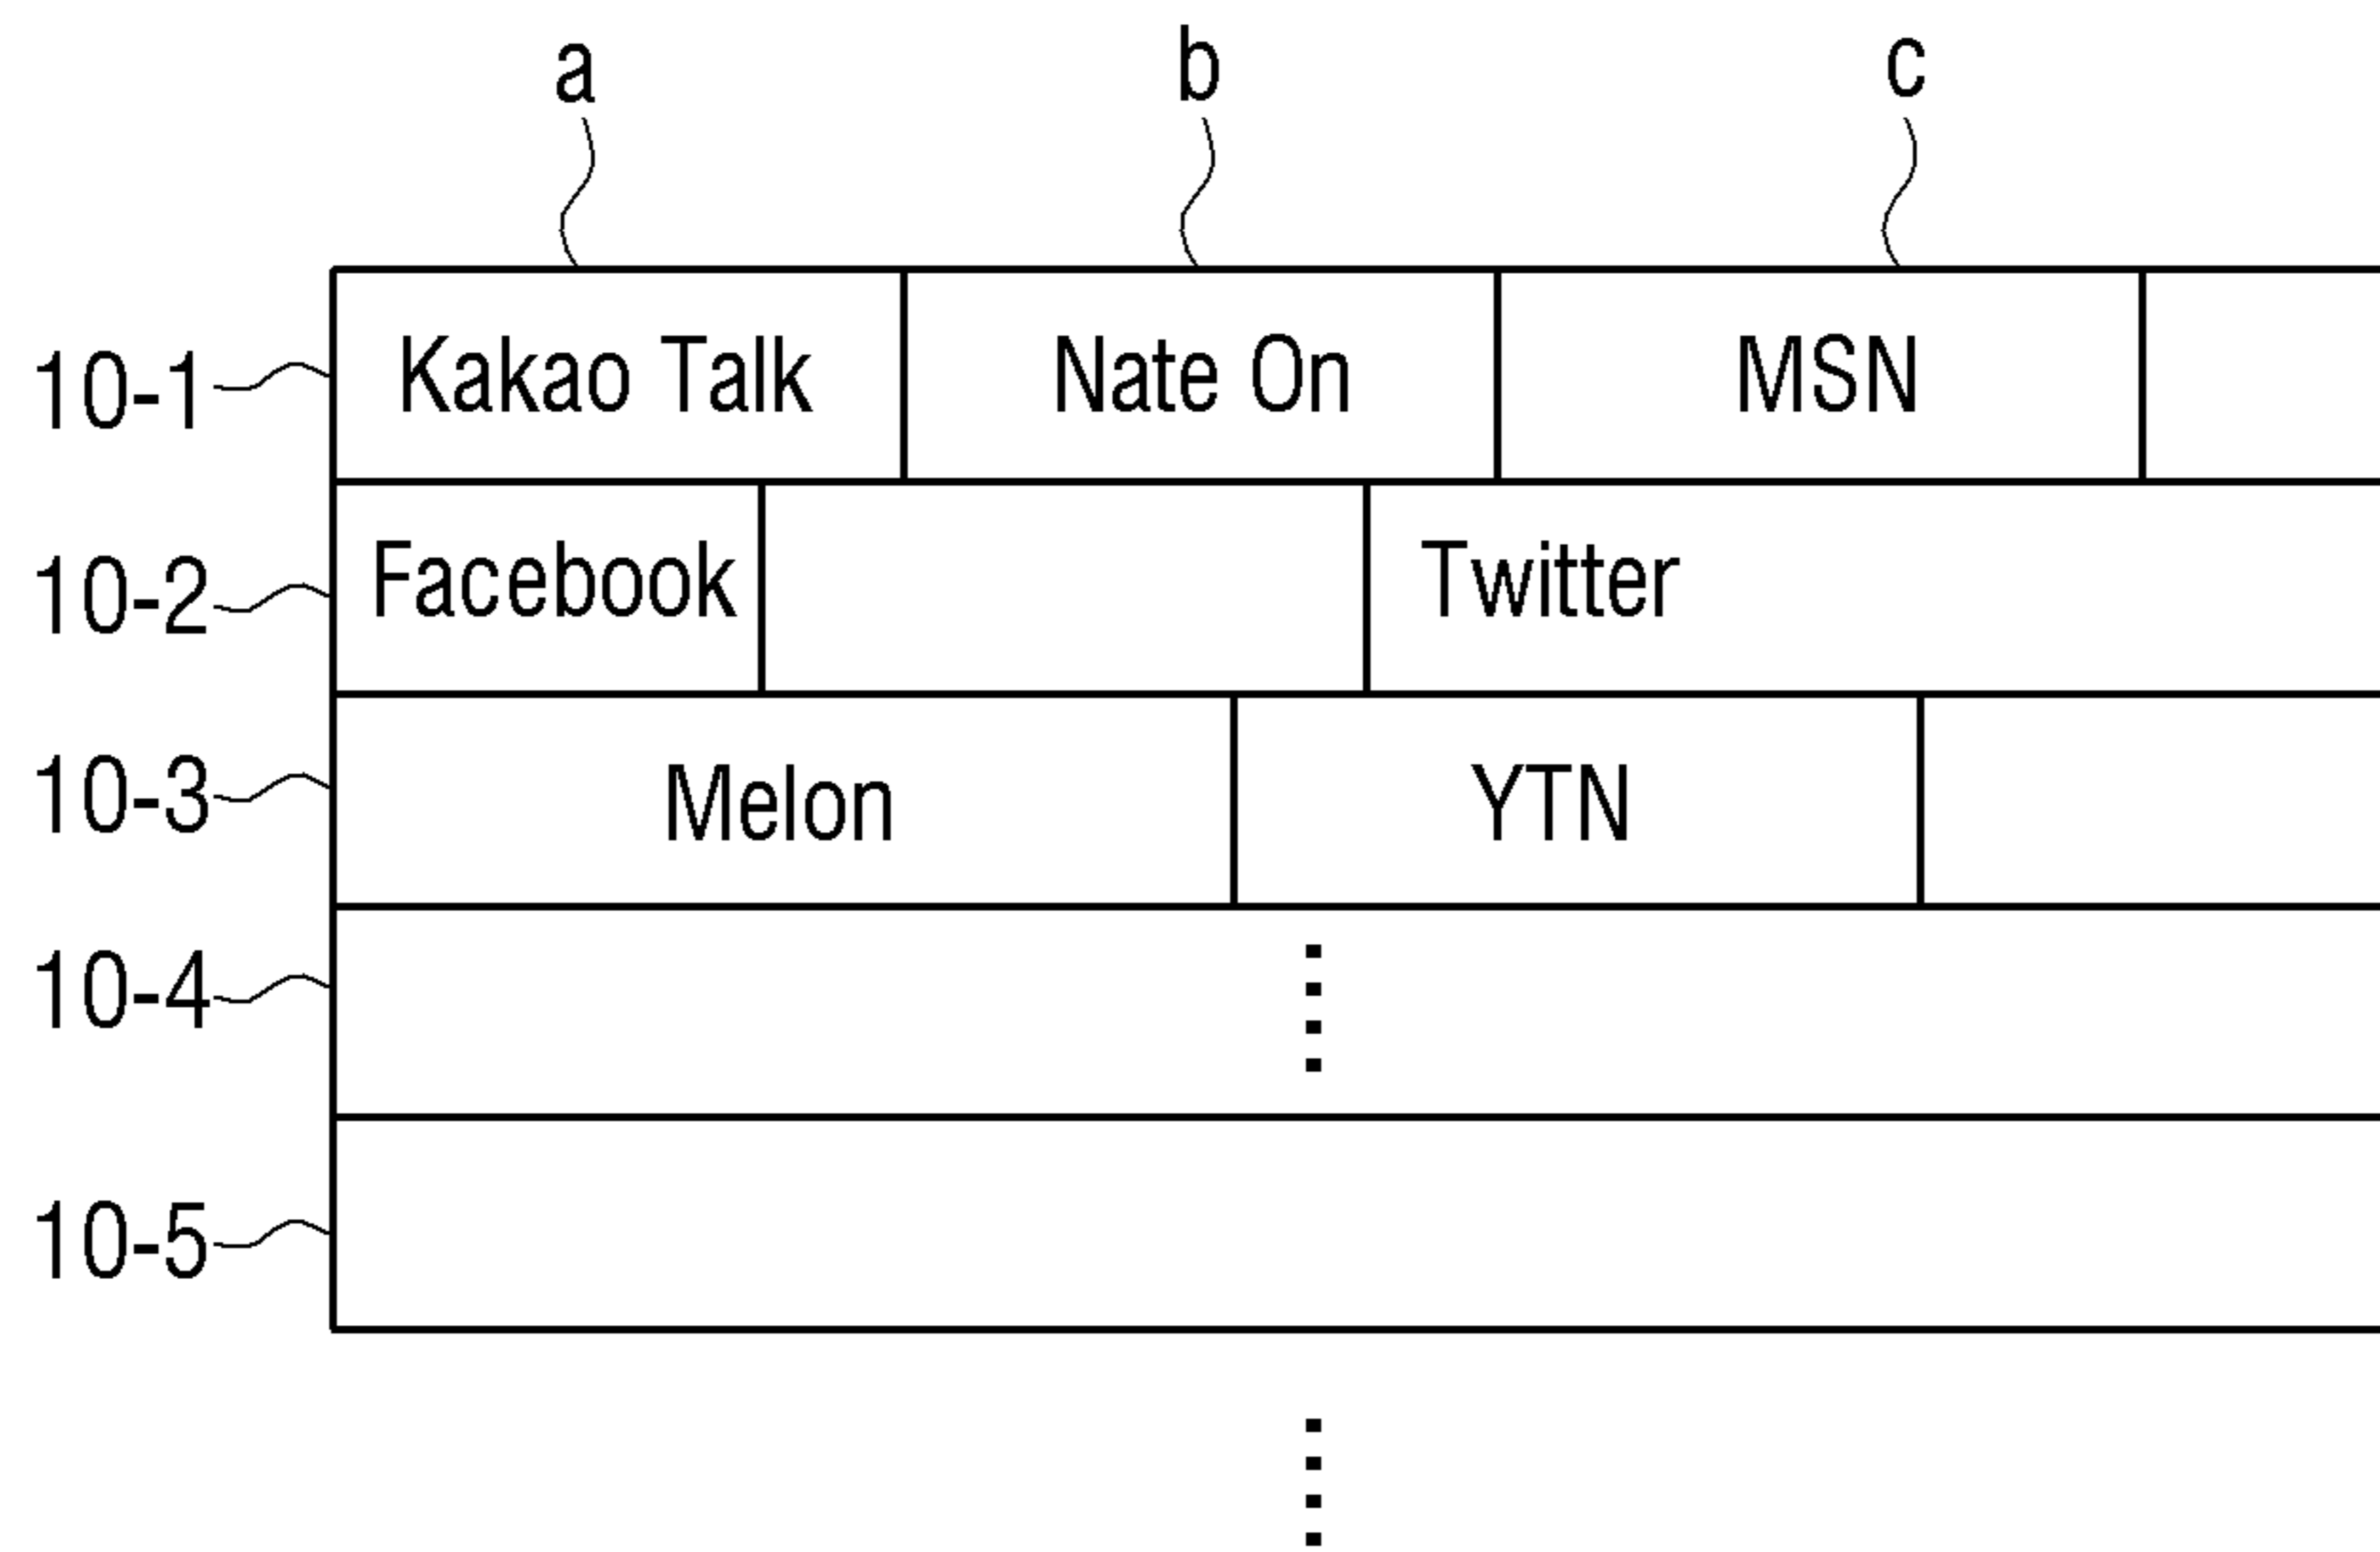 a b c
10-1 Kakao Talk Nate On MSN
10-2 Facebook Twitter
10-3 Melon YTN
10-4
10-5